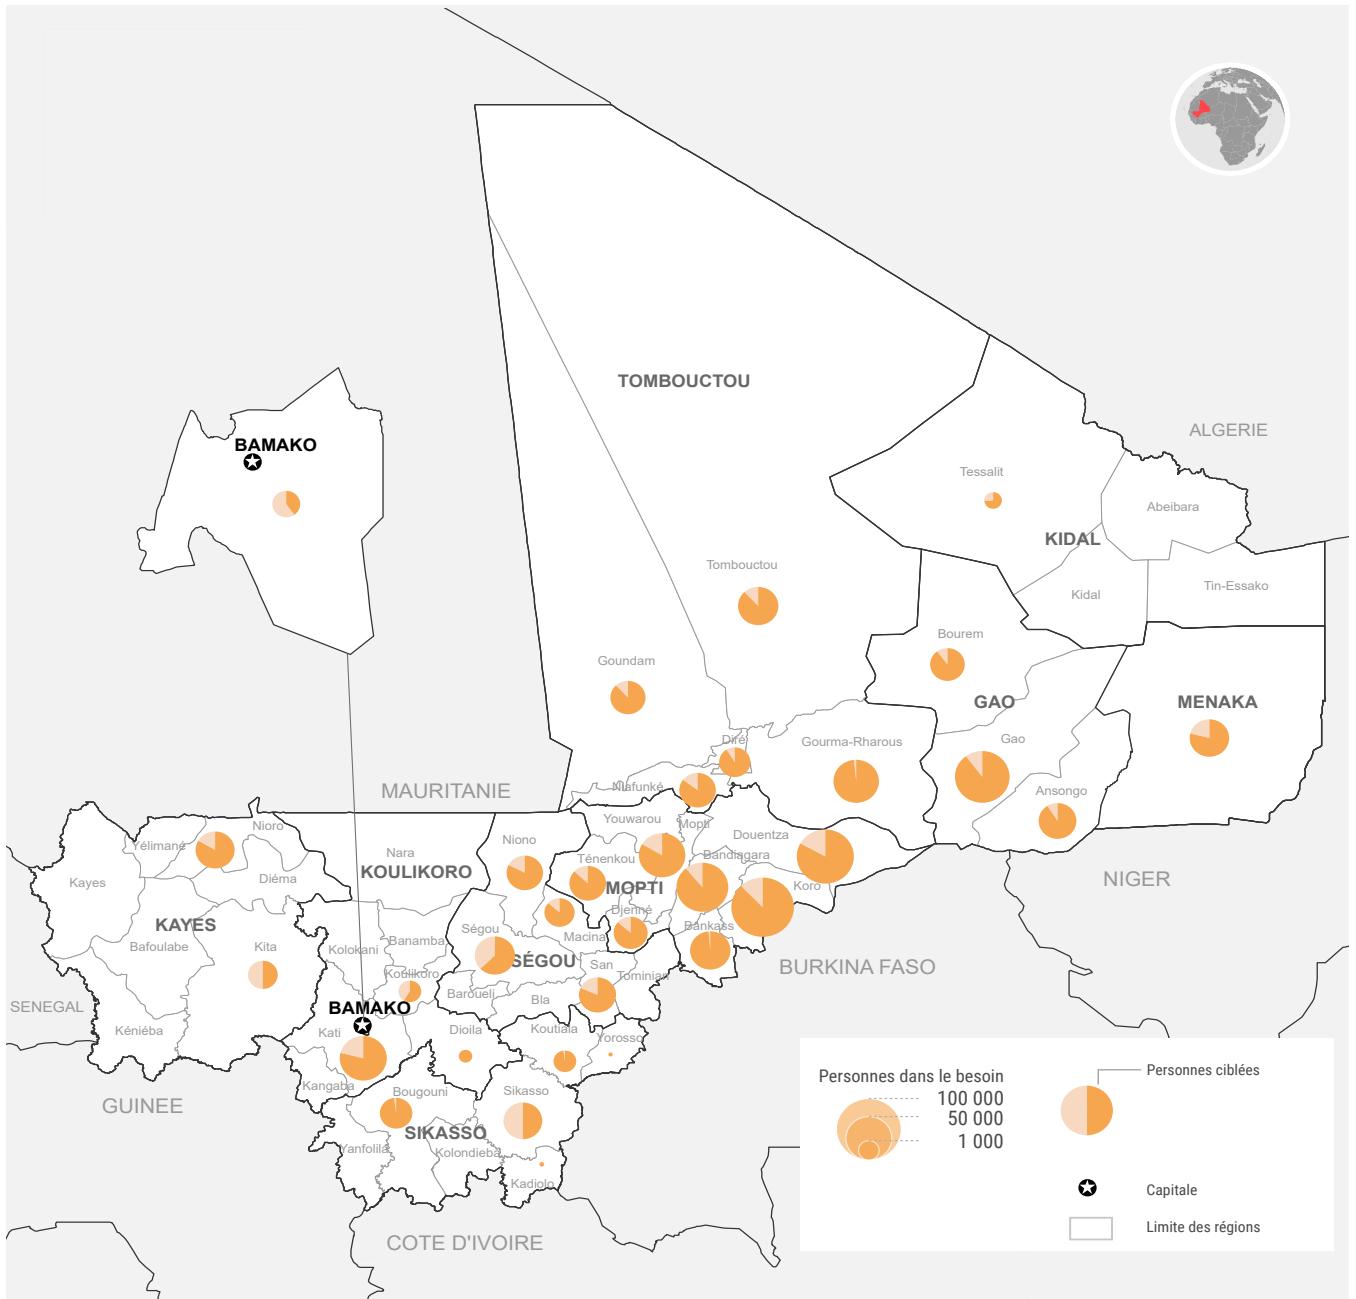 TOMBOUCTOU
BAMAKO
ALGERIE
Tessalit
Abeibara
KIDAL
Tombouctou
Tin-Essako
Kidal
Bourem
Goundam
GAO
MENAKA
Diré
Gourma-Rharous
Gao
Niafunké
MAURITANIE
Ansongo
Youwarou
Mopti
Nioro
Douentza
Niono
Yélimané
Nara
Bandiagara
Ténenkou
KOULIKORO
Kayes
Diéma
NIGER
MOPTI
Koro
Djenné
KAYES
Ségou
Bankass
Macina
Banamba
Bafoulabe
Kita
Kolokani
SÉGOU
San
BURKINA FASO
Koulikoro
Tominian
Baroueli
Bla
SENEGAL
BAMAKO
Kéniéba
Kati
Dioila
Koutiala
Yorosso
Kangaba
Bougouni
Sikasso
GUINEE
SIKASSO
Yanfolila
Kolondieba
Kadiolo
COTE D'IVOIRE
Personnes dans le besoin
100 000
50 000
1 000
Personnes ciblées
Capitale
Limite des régions